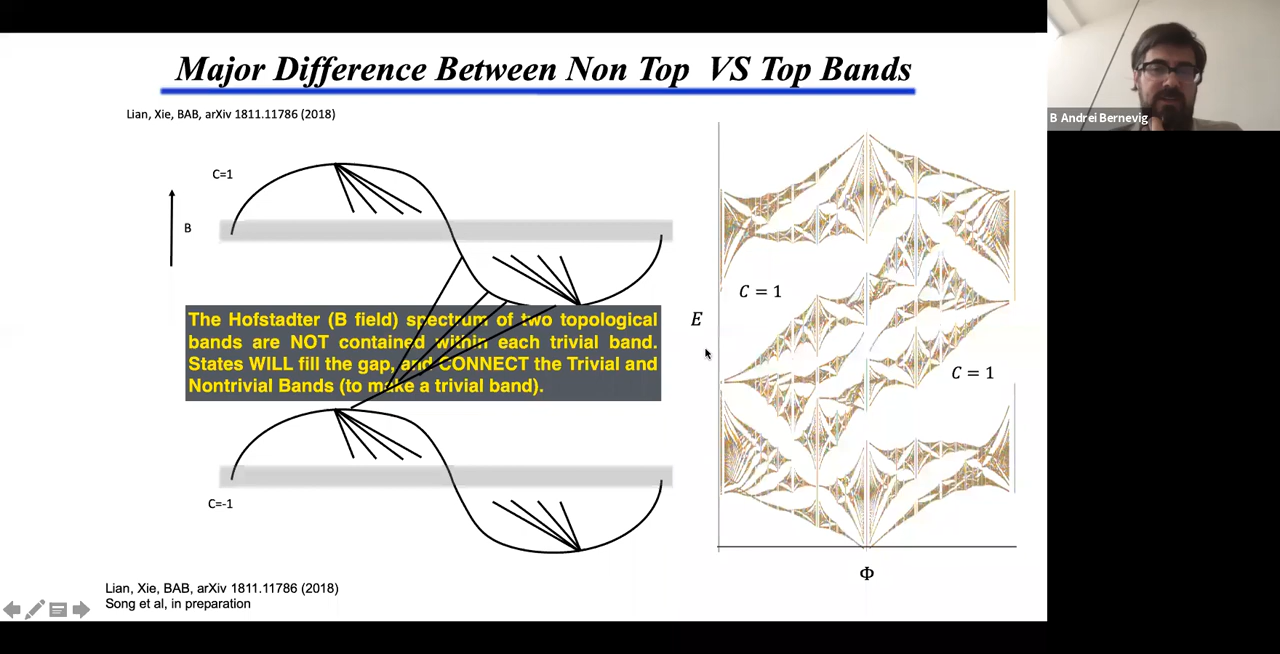 Major Difference Between Non Top VS Top Bands
Lian, Xie, BAB, arXiv 1811.11786 (2018)
B Andrei Bernevig
C=1
B
The Hofstadter (B field) spectrum of two topological
bands are NOT contained within each trivial band.
States WILL fill the gap, and CONNECT the Trivial and
Nontrivial Bands (to make a trivial band).
C=-1
E
C = 1
C = 1
Φ
Lian, Xie, BAB, arXiv 1811.11786 (2018)
Song et al, in preparation